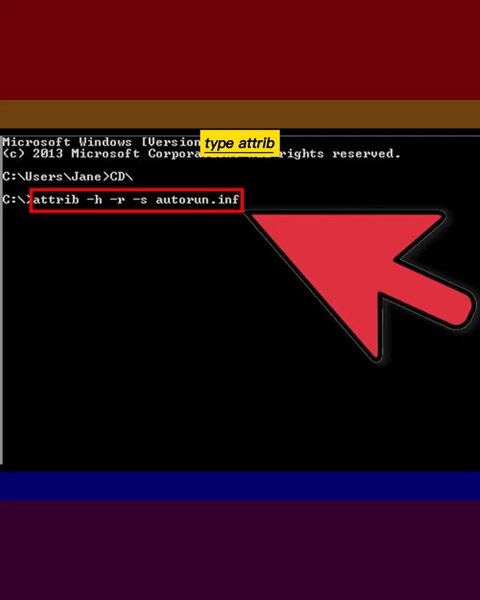 type attrib
Microsoft Windows [Version
(c) 2013 Microsoft Corpora rights reserved.
C:\Users\Jane>CD\
C:\>attrib -h -r -s autorun.inf